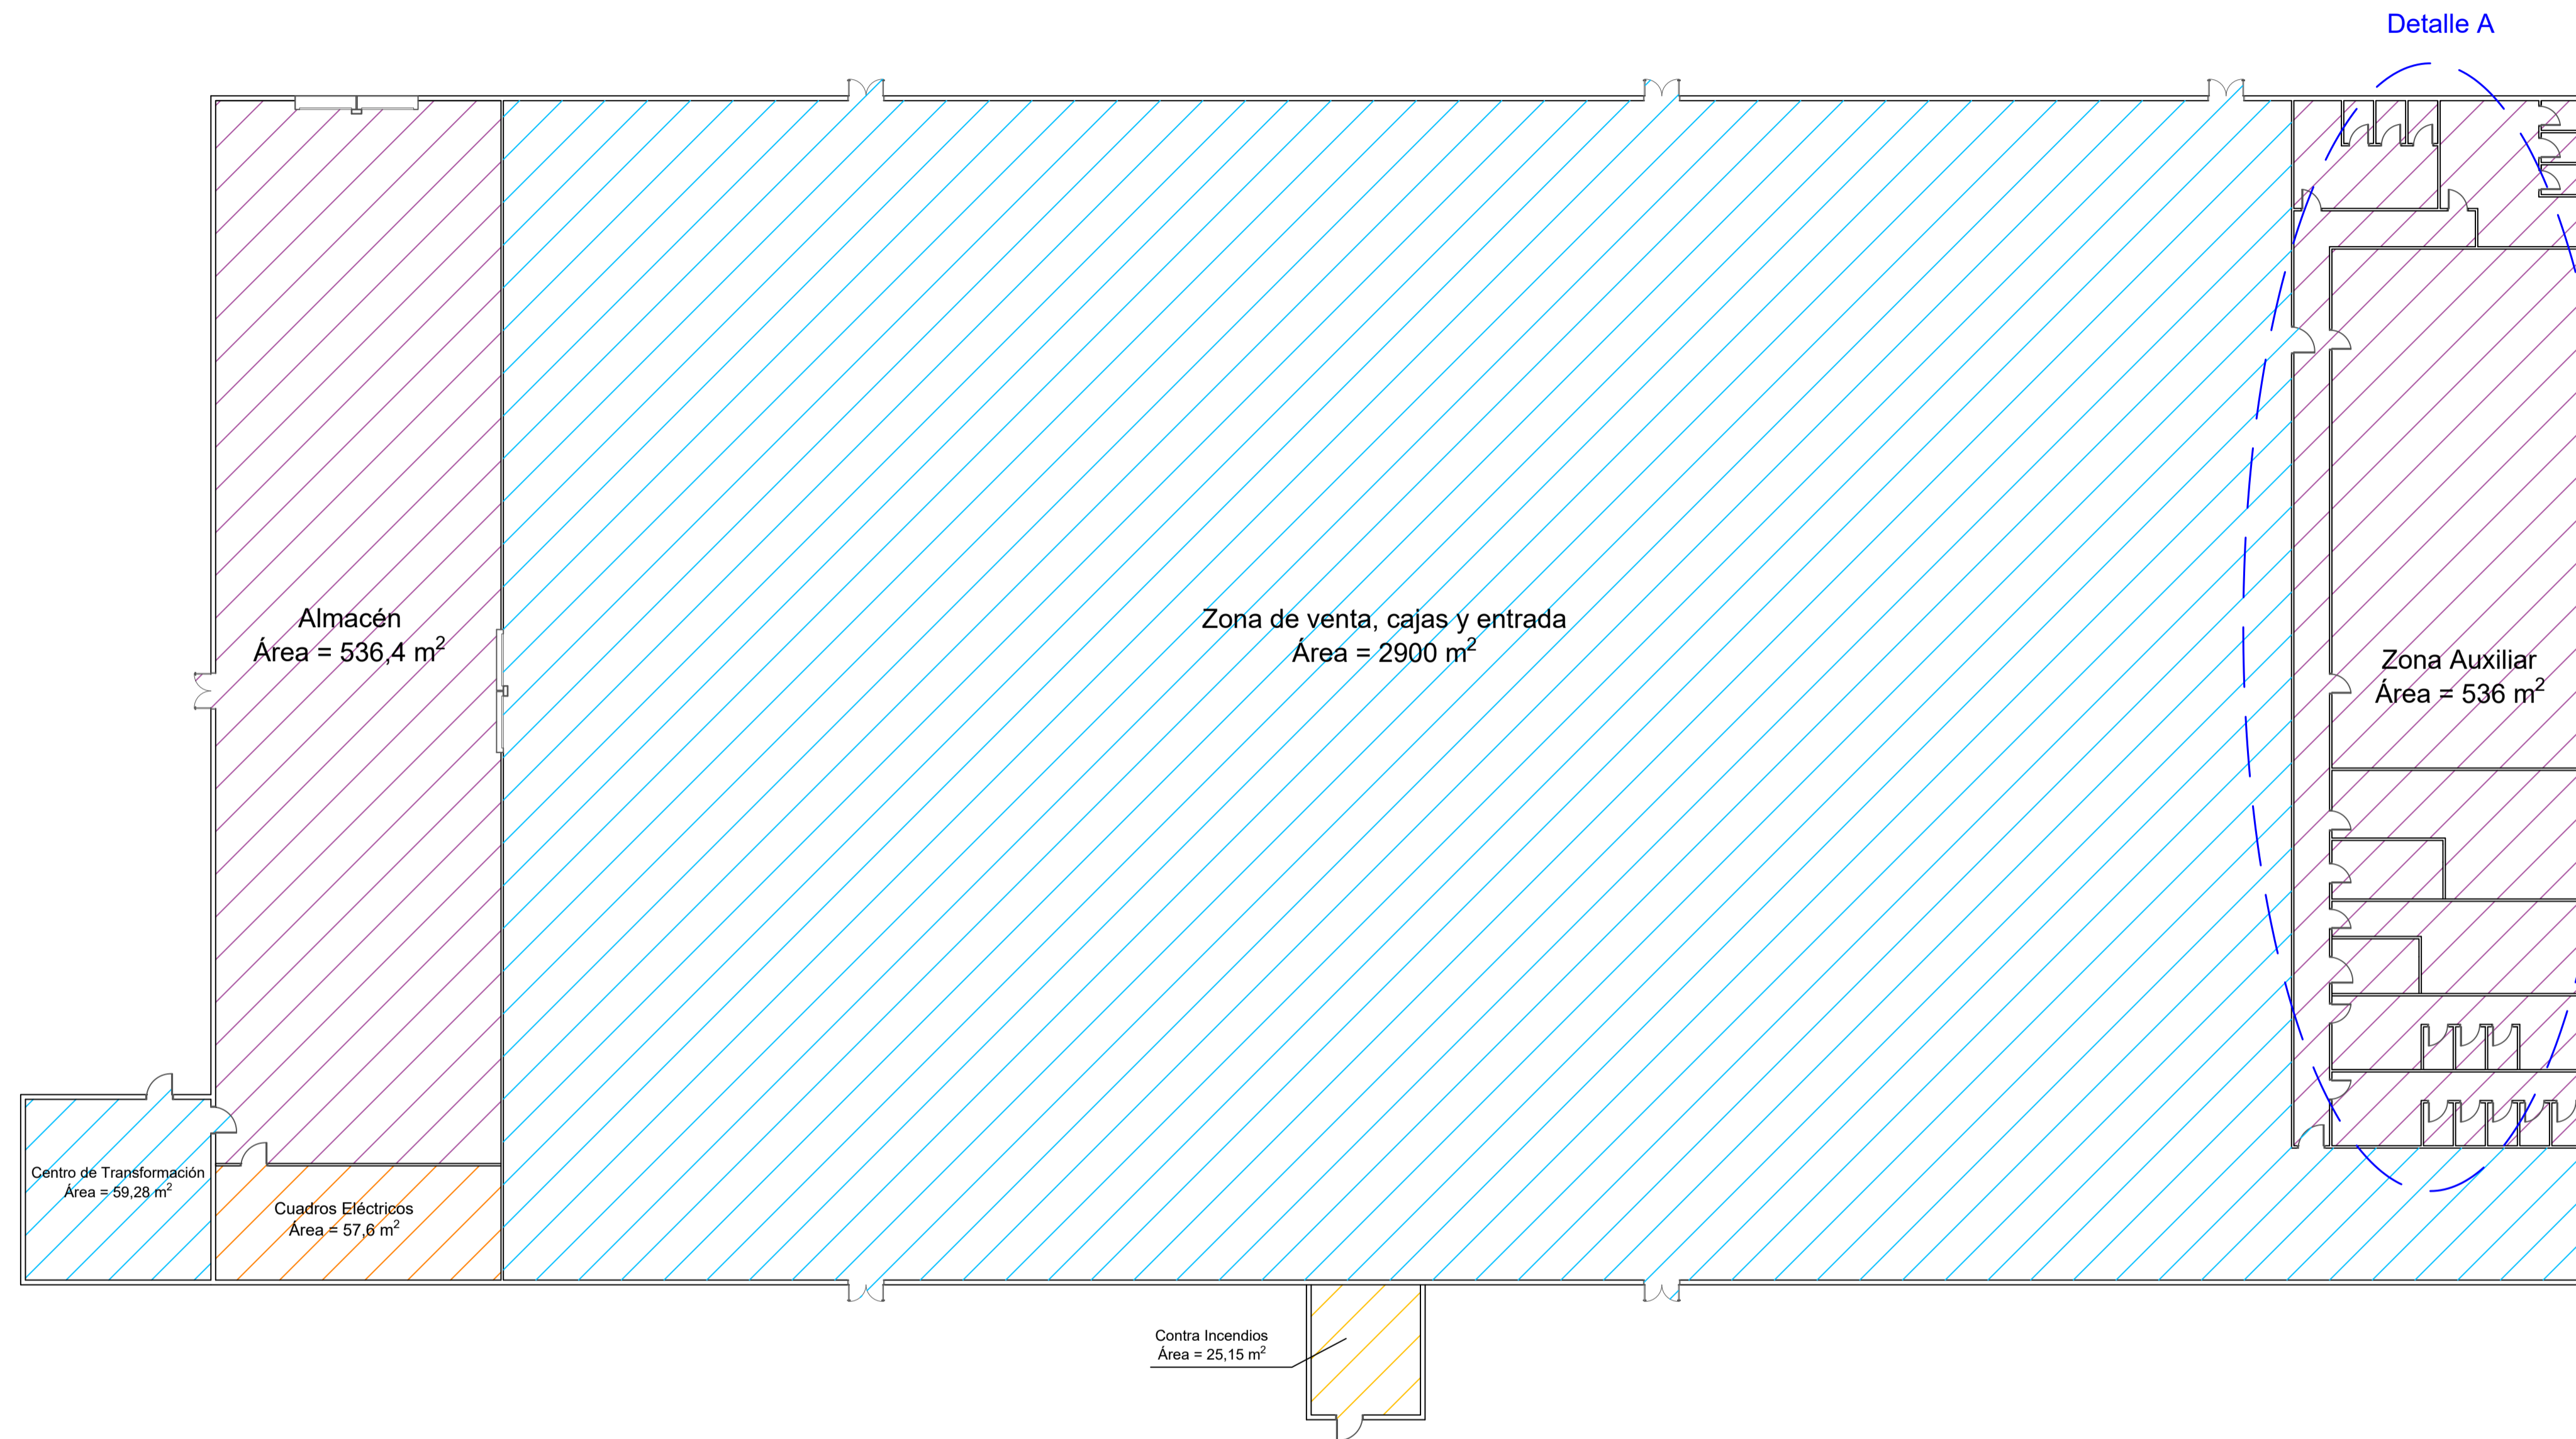 Detalle A
Almacén
Área = 536,4 m²
Zona de venta, cajas y entrada
Área = 2900 m²
Zona Auxiliar
Área = 536 m²
Centro de Transformación
Área = 59,28 m²
Cuadros Eléctricos
Área = 57,6 m²
Contra Incendios
Área = 25,15 m²